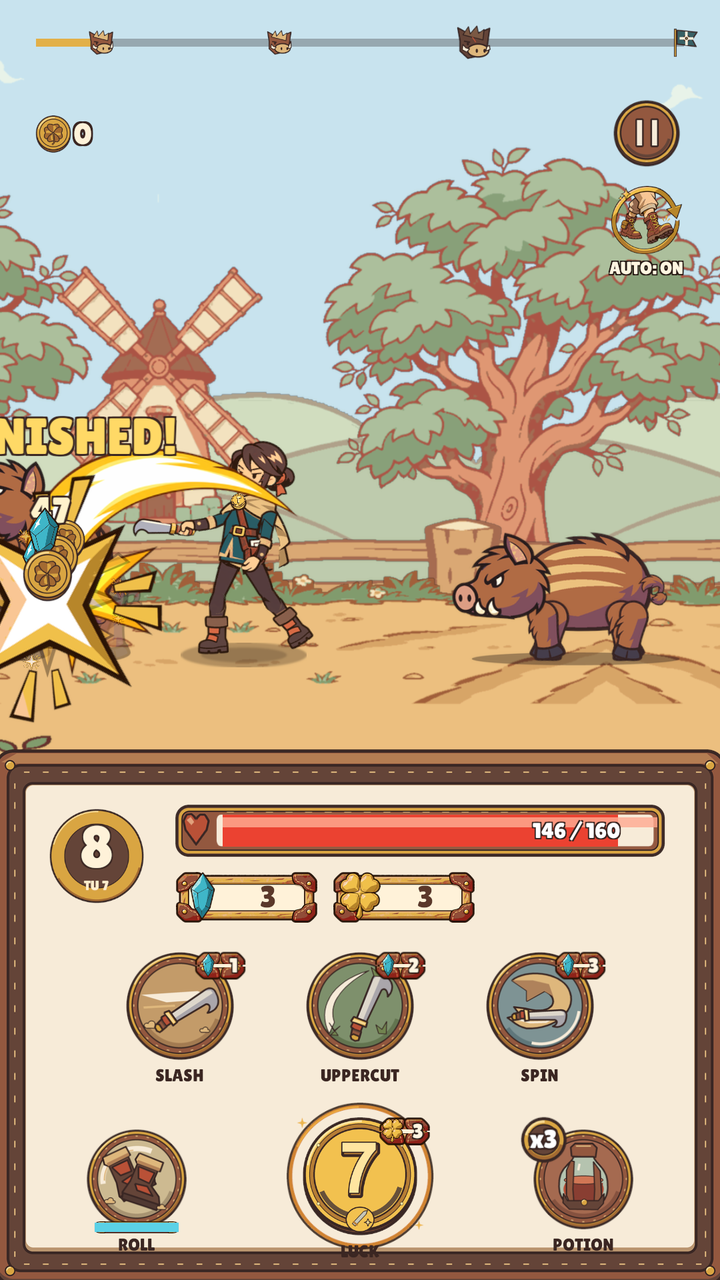 0
AUTO: ON
NISHED!
47
8
TU 7
146 / 160
3
3
-1
-2
-3
SLASH
UPPERCUT
SPIN
-3
7
x3
ROLL
LUCK
POTION